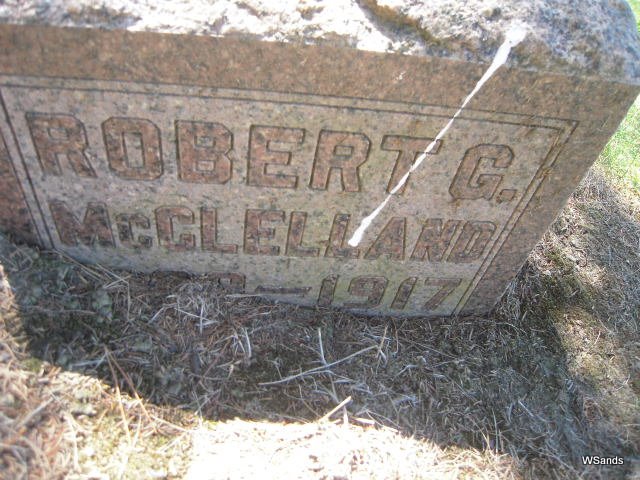 ROBERT G.
McCLELLAND
—1917
WSands